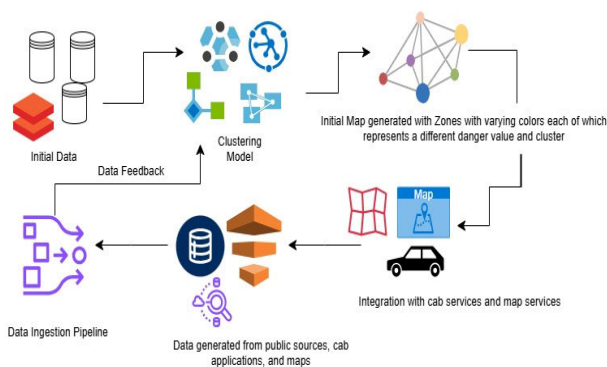 Initial Data
Clustering
Model
Initial Map generated with Zones with varying colors each of which
represents a different danger value and cluster
Data Feedback
Map
Integration with cab services and map services
Data generated from public sources, cab
applications, and maps
Data Ingestion Pipeline